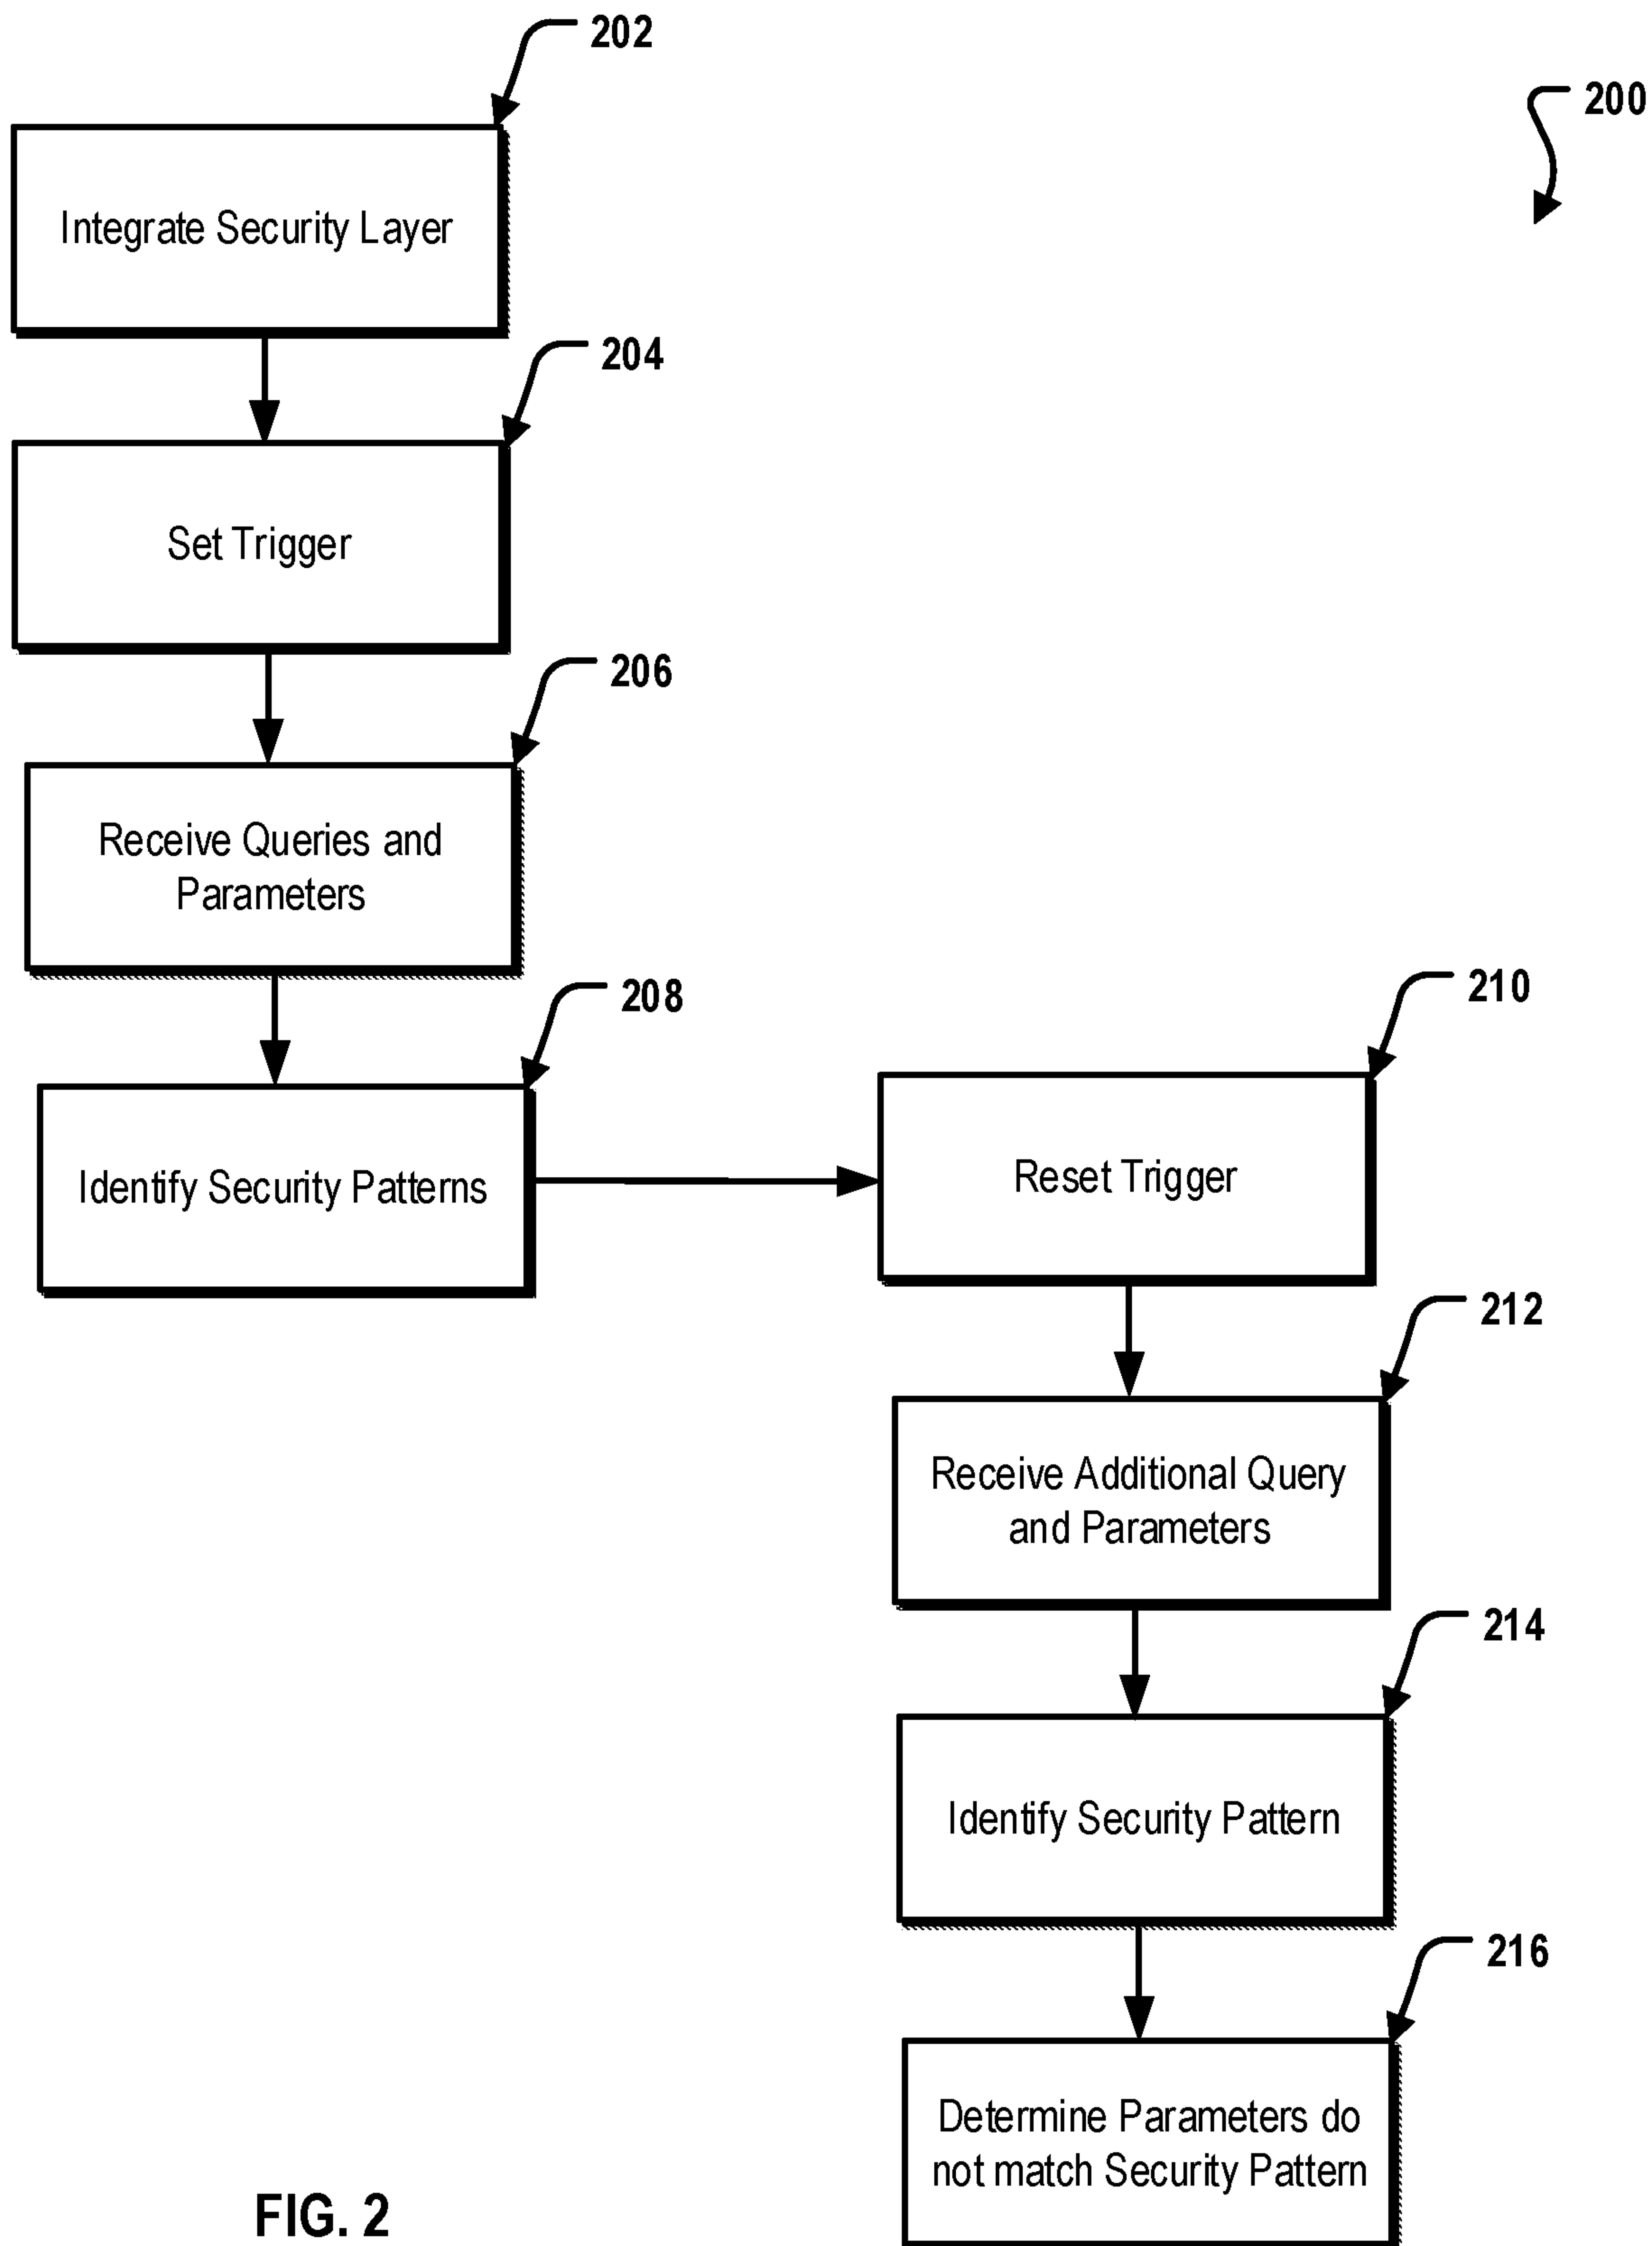 202
200
Integrate Security Layer
204
Set Trigger
206
Receive Queries and
Parameters
208
Identify Security Patterns
210
Reset Trigger
212
Receive Additional Query
and Parameters
214
Identify Security Pattern
216
Determine Parameters do
not match Security Pattern
FIG. 2